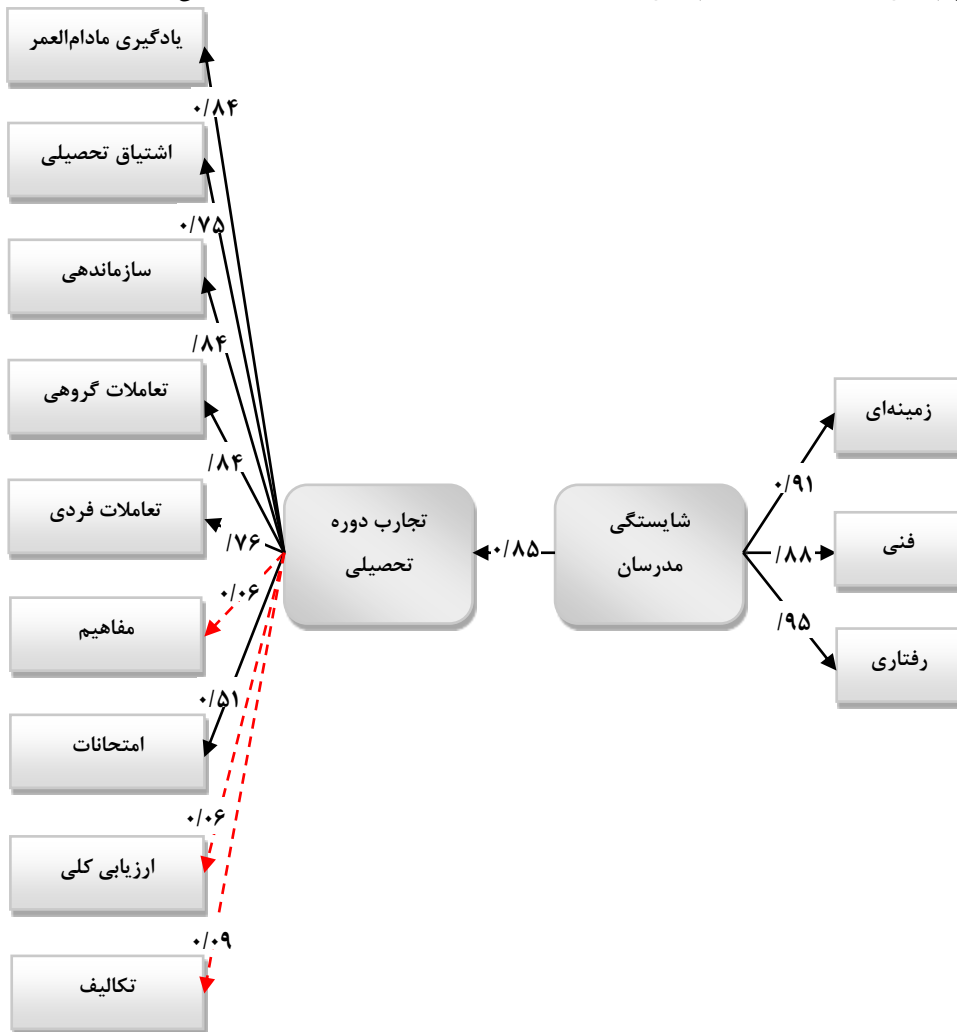 یادگیری مادام‌العمر
۰/۸۴
اشتیاق تحصیلی
۰/۷۵
سازماندهی
/۸۴
تعاملات گروهی
/۸۴
تعاملات فردی
/۷۶
مفاهیم
۰/۰۶
امتحانات
۰/۵۱
ارزیابی کلی
۰/۰۶
تکالیف
۰/۰۹
تجارب دوره
تحصیلی
۰/۸۵
شایستگی
مدرسان
زمینه‌ای
۰/۹۱
فنی
/۸۸
رفتاری
/۹۵